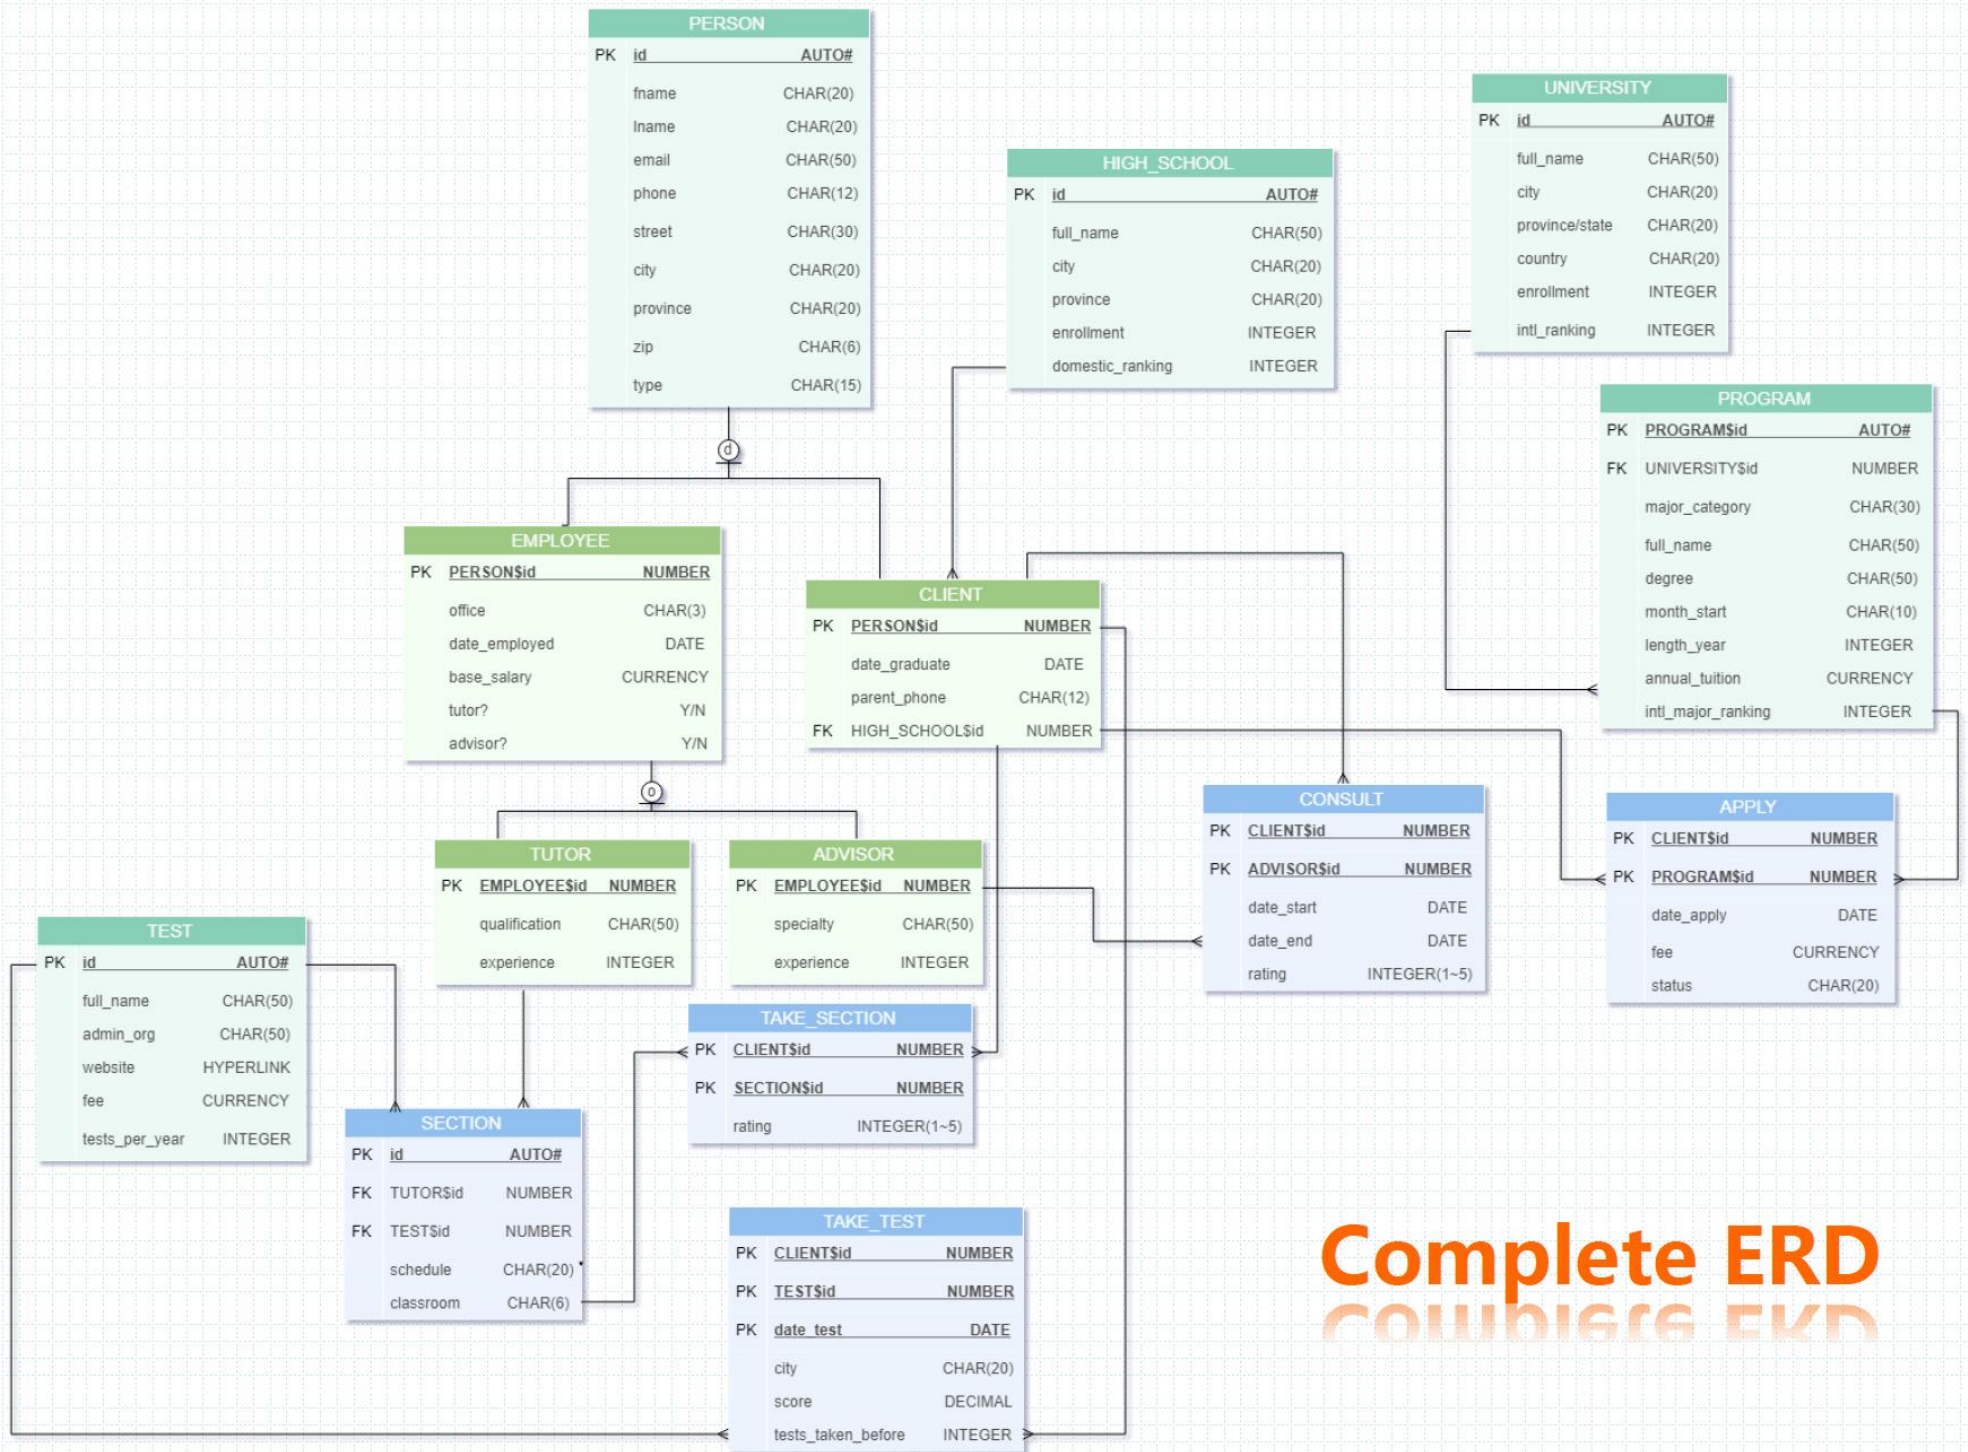 PERSON
PK id AUTO#
fname CHAR(20)
lname CHAR(20)
email CHAR(50)
phone CHAR(12)
street CHAR(30)
city CHAR(20)
province CHAR(20)
zip CHAR(6)
type CHAR(15)
d
HIGH_SCHOOL
PK id AUTO#
full_name CHAR(50)
city CHAR(20)
province CHAR(20)
enrollment INTEGER
domestic_ranking INTEGER
UNIVERSITY
PK id AUTO#
full_name CHAR(50)
city CHAR(20)
province/state CHAR(20)
country CHAR(20)
enrollment INTEGER
intl_ranking INTEGER
PROGRAM
PK PROGRAM$id AUTO#
FK UNIVERSITY$id NUMBER
major_category CHAR(30)
full_name CHAR(50)
degree CHAR(50)
month_start CHAR(10)
length_year INTEGER
annual_tuition CURRENCY
intl_major_ranking INTEGER
EMPLOYEE
PK PERSON$id NUMBER
office CHAR(3)
date_employed DATE
base_salary CURRENCY
tutor? Y/N
advisor? Y/N
o
CLIENT
PK PERSON$id NUMBER
date_graduate DATE
parent_phone CHAR(12)
FK HIGH_SCHOOL$id NUMBER
CONSULT
PK CLIENT$id NUMBER
PK ADVISOR$id NUMBER
date_start DATE
date_end DATE
rating INTEGER(1~5)
APPLY
PK CLIENT$id NUMBER
PK PROGRAM$id NUMBER
date_apply DATE
fee CURRENCY
status CHAR(20)
TUTOR
PK EMPLOYEE$id NUMBER
qualification CHAR(50)
experience INTEGER
ADVISOR
PK EMPLOYEE$id NUMBER
specialty CHAR(50)
experience INTEGER
TEST
PK id AUTO#
full_name CHAR(50)
admin_org CHAR(50)
website HYPERLINK
fee CURRENCY
tests_per_year INTEGER
TAKE_SECTION
PK CLIENT$id NUMBER
PK SECTION$id NUMBER
rating INTEGER(1~5)
SECTION
PK id AUTO#
FK TUTOR$id NUMBER
FK TEST$id NUMBER
schedule CHAR(20)
classroom CHAR(6)
TAKE_TEST
PK CLIENT$id NUMBER
PK TEST$id NUMBER
PK date_test DATE
city CHAR(20)
score DECIMAL
tests_taken_before INTEGER
Complete ERD